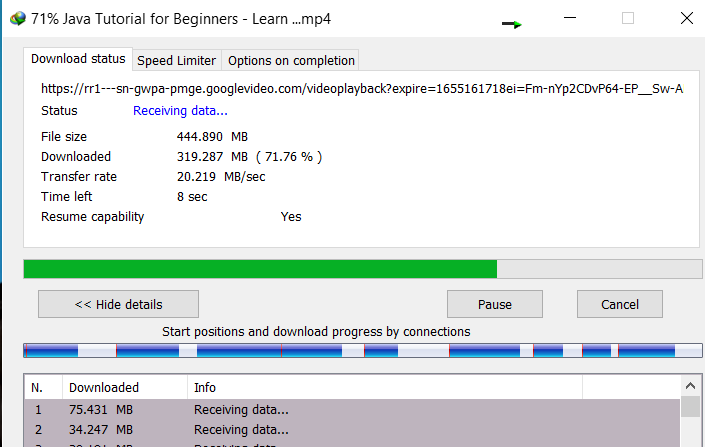 71% Java Tutorial for Beginners - Learn ...mp4
Download status Speed Limiter Options on completion
https://rr1---sn-gwpa-pmge.googlevideo.com/videoplayback?expire=1655161718ei=Fm-nYp2CDvP64-EP__Sw-A
Status Receiving data...
File size 444.890 MB
Downloaded 319.287 MB ( 71.76 % )
Transfer rate 20.219 MB/sec
Time left 8 sec
Resume capability Yes
<< Hide details Pause Cancel
Start positions and download progress by connections
N. Downloaded Info
1 75.431 MB Receiving data...
2 34.247 MB Receiving data...